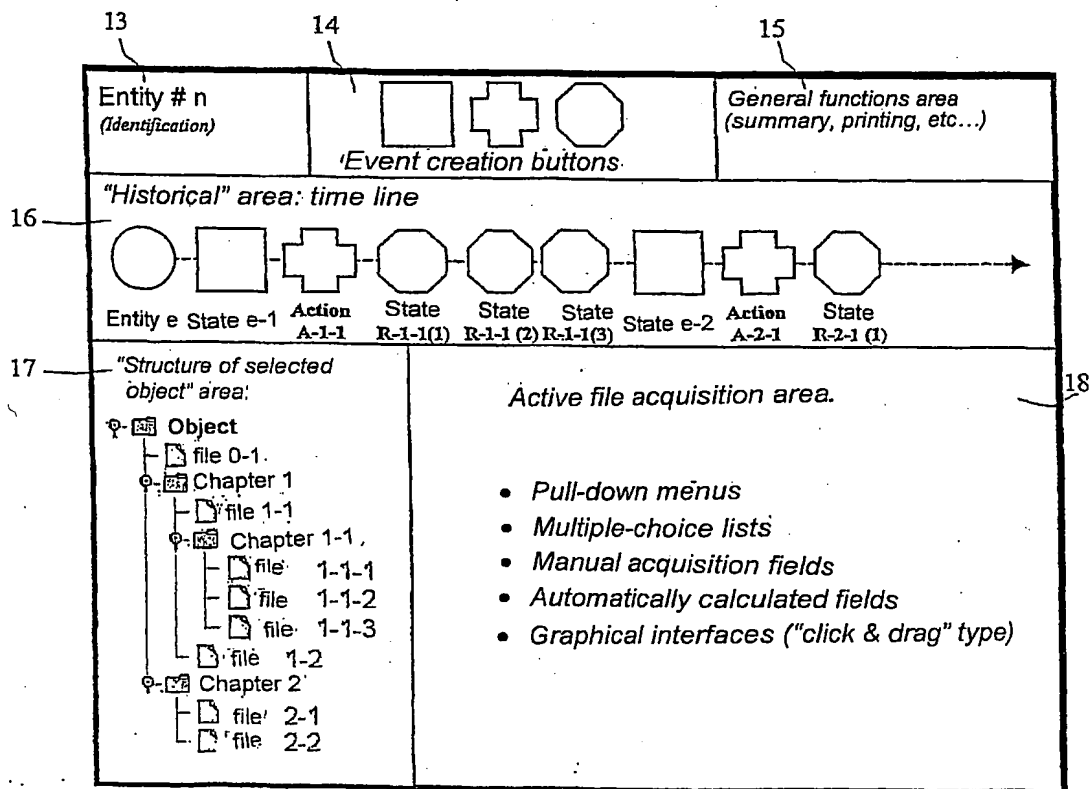 13
14
15
Entity # n
(Identification)
Event creation buttons
General functions area
(summary, printing, etc...)
16
"Historical" area: time line
Entity e
State e-1
Action
A-1-1
State
R-1-1(1)
State
R-1-1 (2)
State
R-1-1(3)
State e-2
Action
A-2-1
State
R-2-1 (1)
17
"Structure of selected
object" area:
Object
file 0-1
Chapter 1
file 1-1
Chapter 1-1
file 1-1-1
file 1-1-2
file 1-1-3
file 1-2
Chapter 2
file 2-1
file 2-2
18
Active file acquisition area.
• Pull-down menus
• Multiple-choice lists
• Manual acquisition fields
• Automatically calculated fields
• Graphical interfaces ("click & drag" type)